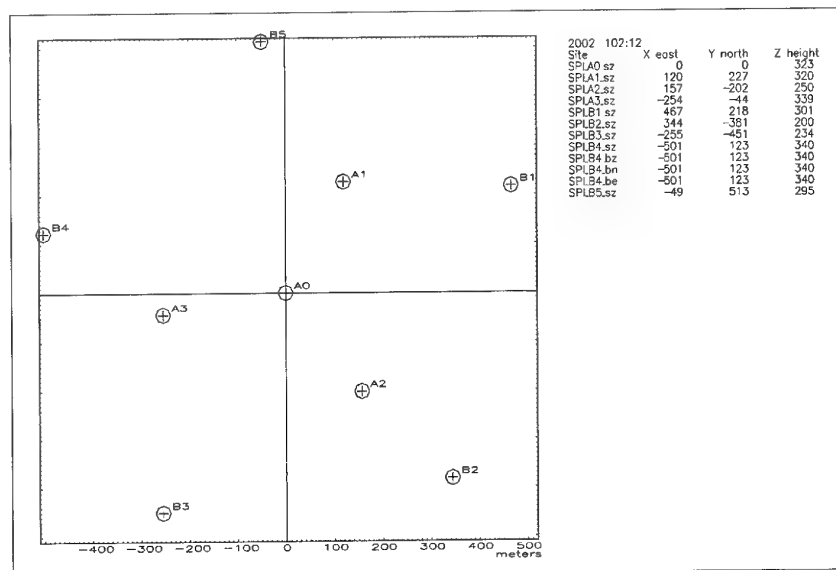 B5
A1
B1
B4
A0
A3
A2
B2
B3
-400 -300 -200 -100 0 100 200 300 400 500
meters
2002 102:12
Site X east Y north Z height
SPLA0.sz 0 0 323
SPLA1.sz 120 227 320
SPLA2.sz 157 -202 250
SPLA3.sz -254 -44 339
SPLB1.sz 467 218 301
SPLB2.sz 344 -381 200
SPLB3.sz -255 -451 234
SPLB4.sz -501 123 340
SPLB4.bz -501 123 340
SPLB4.bn -501 123 340
SPLB4.be -501 123 340
SPLB5.sz -49 513 295